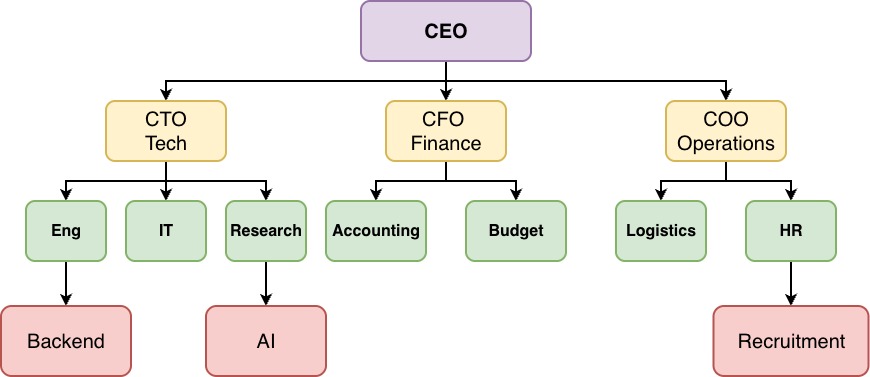 CEO
CTO
Tech
CFO
Finance
COO
Operations
Eng
IT
Research
Accounting
Budget
Logistics
HR
Backend
AI
Recruitment